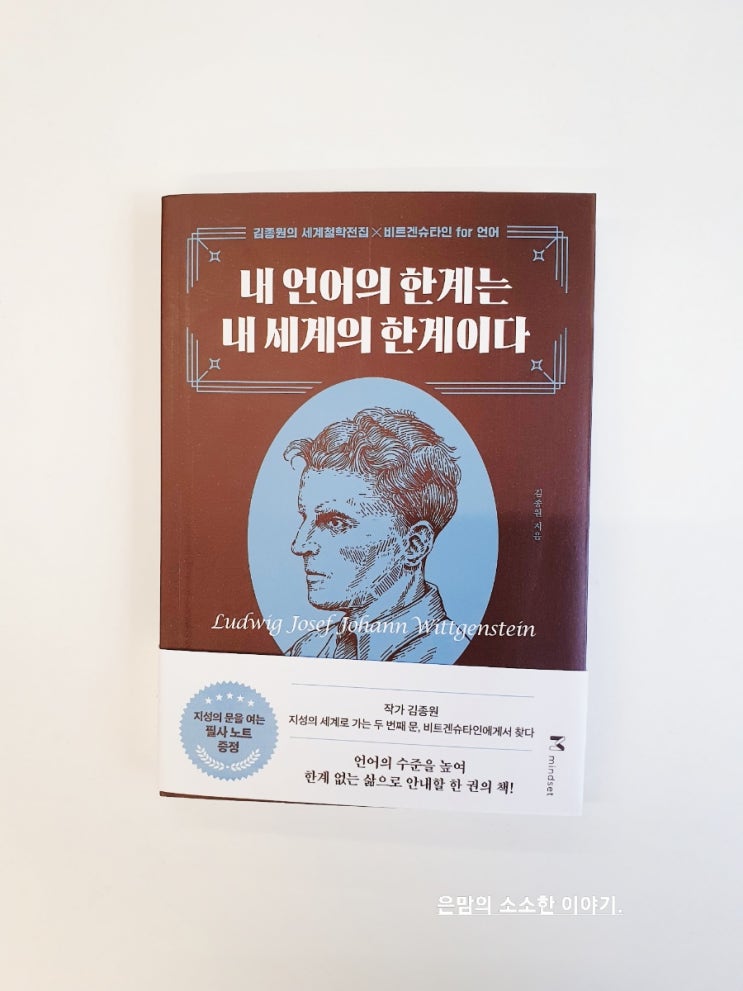 김종원의 세계철학전집×비트겐슈타인 for 언어
내 언어의 한계는
내 세계의 한계이다
김종원 지음
Ludwig Josef Johann Wittgenstein
지성의 문을 여는
필사 노트
증정
작가 김종원
지성의 세계로 가는 두 번째 문, 비트겐슈타인에게서 찾다
언어의 수준을 높여
한계 없는 삶으로 안내할 한 권의 책!
mindset
은맘의 소소한 이야기.